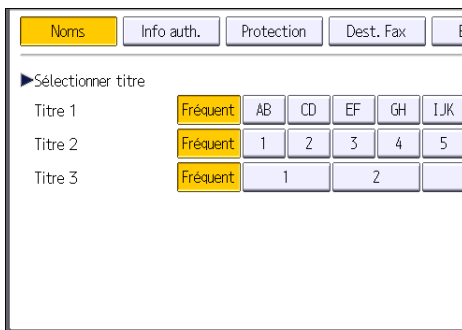 Noms Info auth. Protection Dest. Fax
►Sélectionner titre
Titre 1 Fréquent AB CD EF GH IJK
Titre 2 Fréquent 1 2 3 4 5
Titre 3 Fréquent 1 2